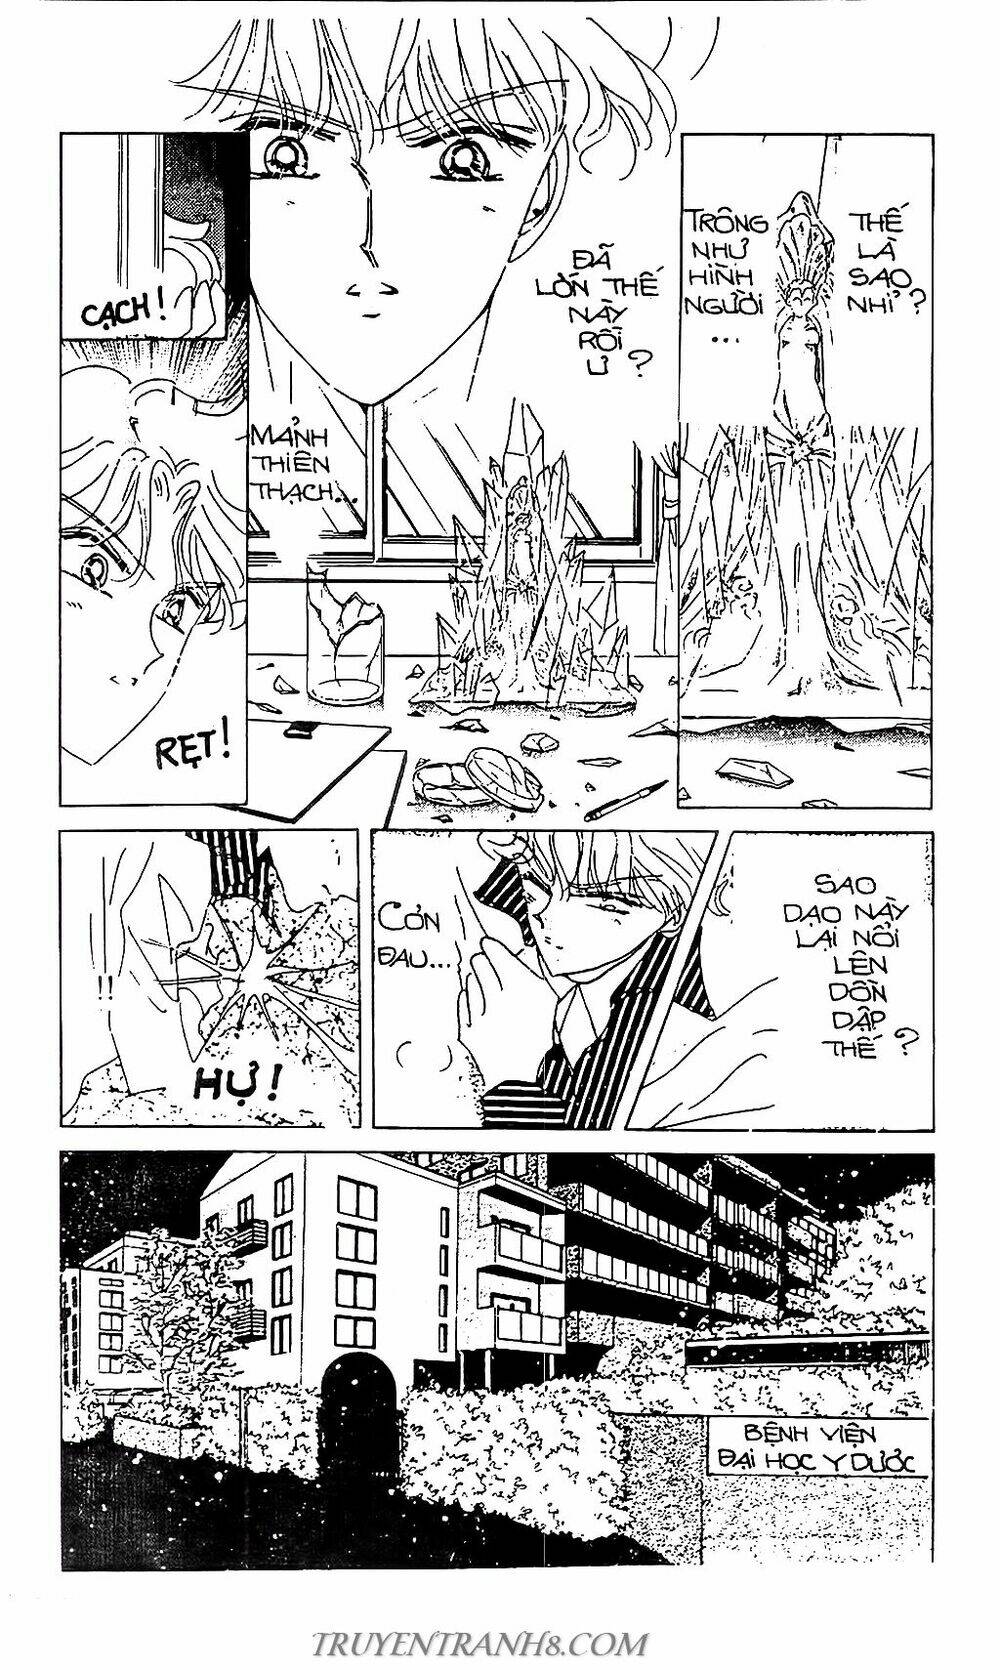 CẠCH!
RẸT!
MẢNH
THIÊN
THẠCH...
ĐÃ
LỚN THẾ
NÀY
RỒI
Ư?
TRÔNG
NHƯ
HÌNH
NGƯỜI
...
THẾ
LÀ
SAO
NHỈ?
!!
HỰ!
CƠN
ĐAU...
SAO
DẠO NÀY
LẠI NỔI
LÊN
DỒN
DẬP
THẾ?
BỆNH VIỆN
ĐẠI HỌC Y DƯỢC
TRUYENTRANH8.COM